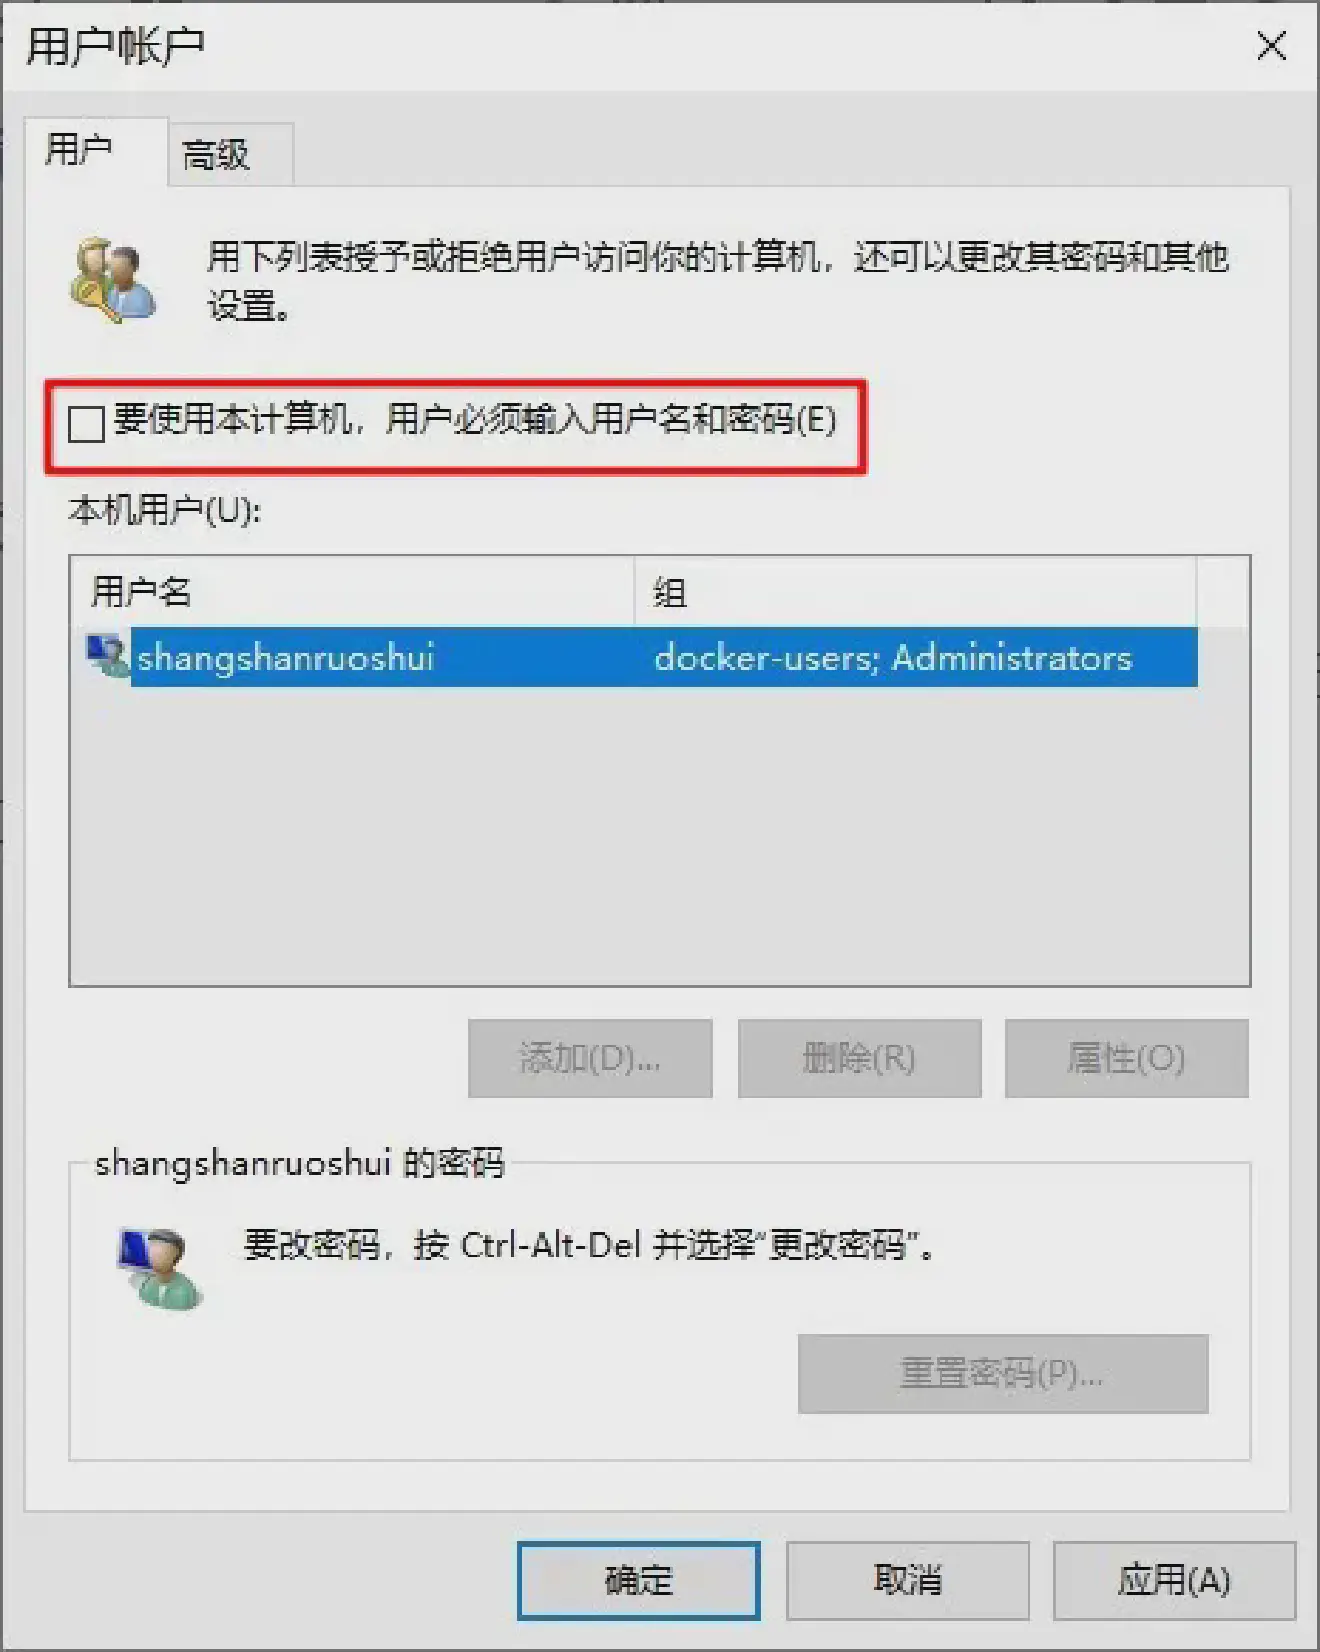 用户帐户
用户
高级
用下列表授予或拒绝用户访问你的计算机，还可以更改其密码和其他
设置。
要使用本计算机，用户必须输入用户名和密码(E)
本机用户(U):
用户名 组
shangshanruoshui docker-users; Administrators
添加(D)... 删除(R) 属性(O)
shangshanruoshui 的密码
要改密码，按 Ctrl-Alt-Del 并选择“更改密码”。
重置密码(P)...
确定 取消 应用(A)